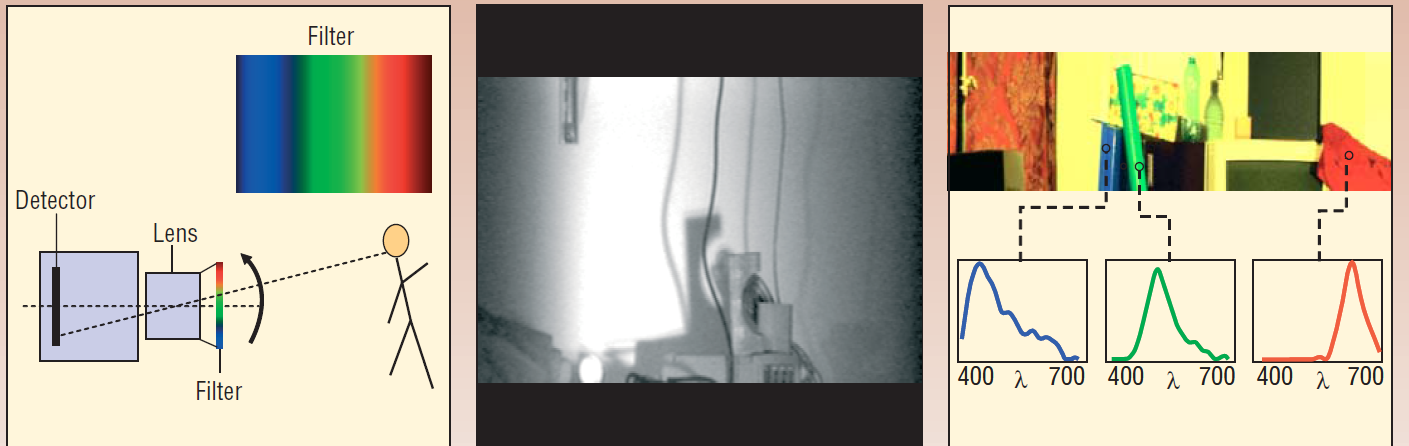 Filter
Detector
Lens
Filter
400 λ 700
400 λ 700
400 λ 700